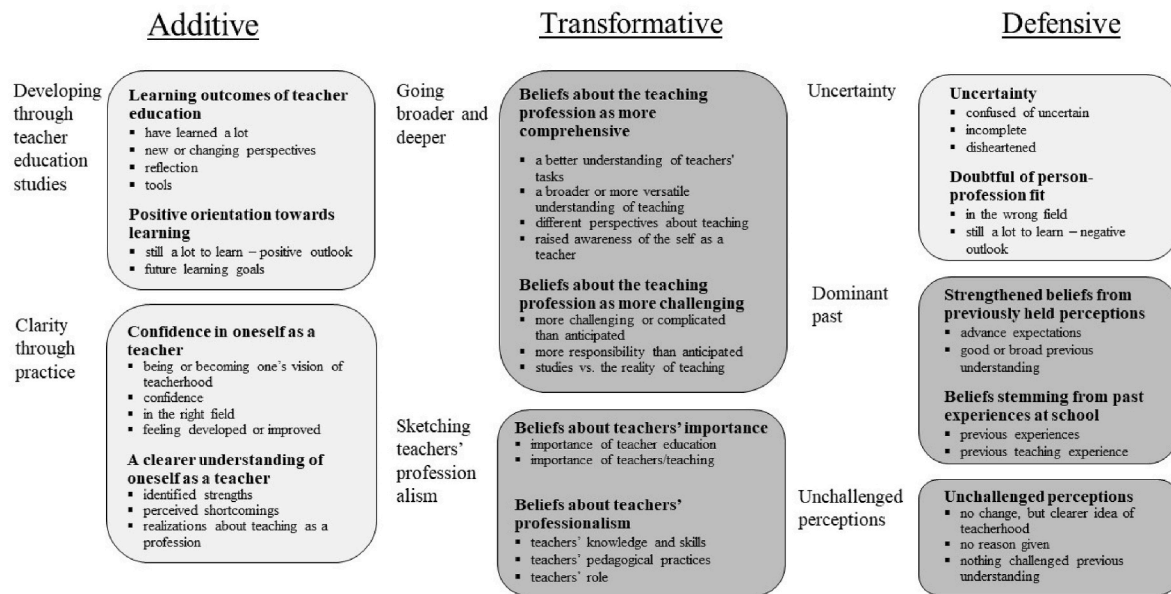 Additive
Developing
through
teacher
education
studies
Learning outcomes of teacher
education
▪ have learned a lot
▪ new or changing perspectives
▪ reflection
▪ tools
Positive orientation towards
learning
▪ still a lot to learn – positive outlook
▪ future learning goals
Clarity
through
practice
Confidence in oneself as a
teacher
▪ being or becoming one's vision of
teacherhood
▪ confidence
▪ in the right field
▪ feeling developed or improved
A clearer understanding of
oneself as a teacher
▪ identified strengths
▪ perceived shortcomings
▪ realizations about teaching as a
profession
Transformative
Going
broader and
deeper
Beliefs about the teaching
profession as more
comprehensive
▪ a better understanding of teachers'
tasks
▪ a broader or more versatile
understanding of teaching
▪ different perspectives about teaching
▪ raised awareness of the self as a
teacher
Beliefs about the teaching
profession as more challenging
▪ more challenging or complicated
than anticipated
▪ more responsibility than anticipated
▪ studies vs. the reality of teaching
Sketching
teachers'
profession
alism
Beliefs about teachers' importance
▪ importance of teacher education
▪ importance of teachers/teaching
Beliefs about teachers'
professionalism
▪ teachers' knowledge and skills
▪ teachers' pedagogical practices
▪ teachers' role
Defensive
Uncertainty
Uncertainty
▪ confused of uncertain
▪ incomplete
▪ disheartened
Doubtful of person-
profession fit
▪ in the wrong field
▪ still a lot to learn – negative
outlook
Dominant
past
Strengthened beliefs from
previously held perceptions
▪ advance expectations
▪ good or broad previous
understanding
Beliefs stemming from past
experiences at school
▪ previous experiences
▪ previous teaching experience
Unchallenged
perceptions
Unchallenged perceptions
▪ no change, but clearer idea of
teacherhood
▪ no reason given
▪ nothing challenged previous
understanding